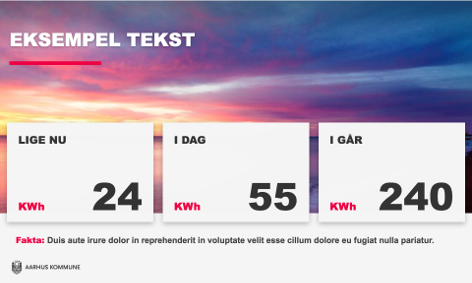 EKSEMPEL TEKST
LIGE NU
KWh 24
I DAG
KWh 55
I GÅR
KWh 240
Fakta: Duis aute irure dolor in reprehenderit in voluptate velit esse cillum dolore eu fugiat nulla pariatur.
AARHUS KOMMUNE